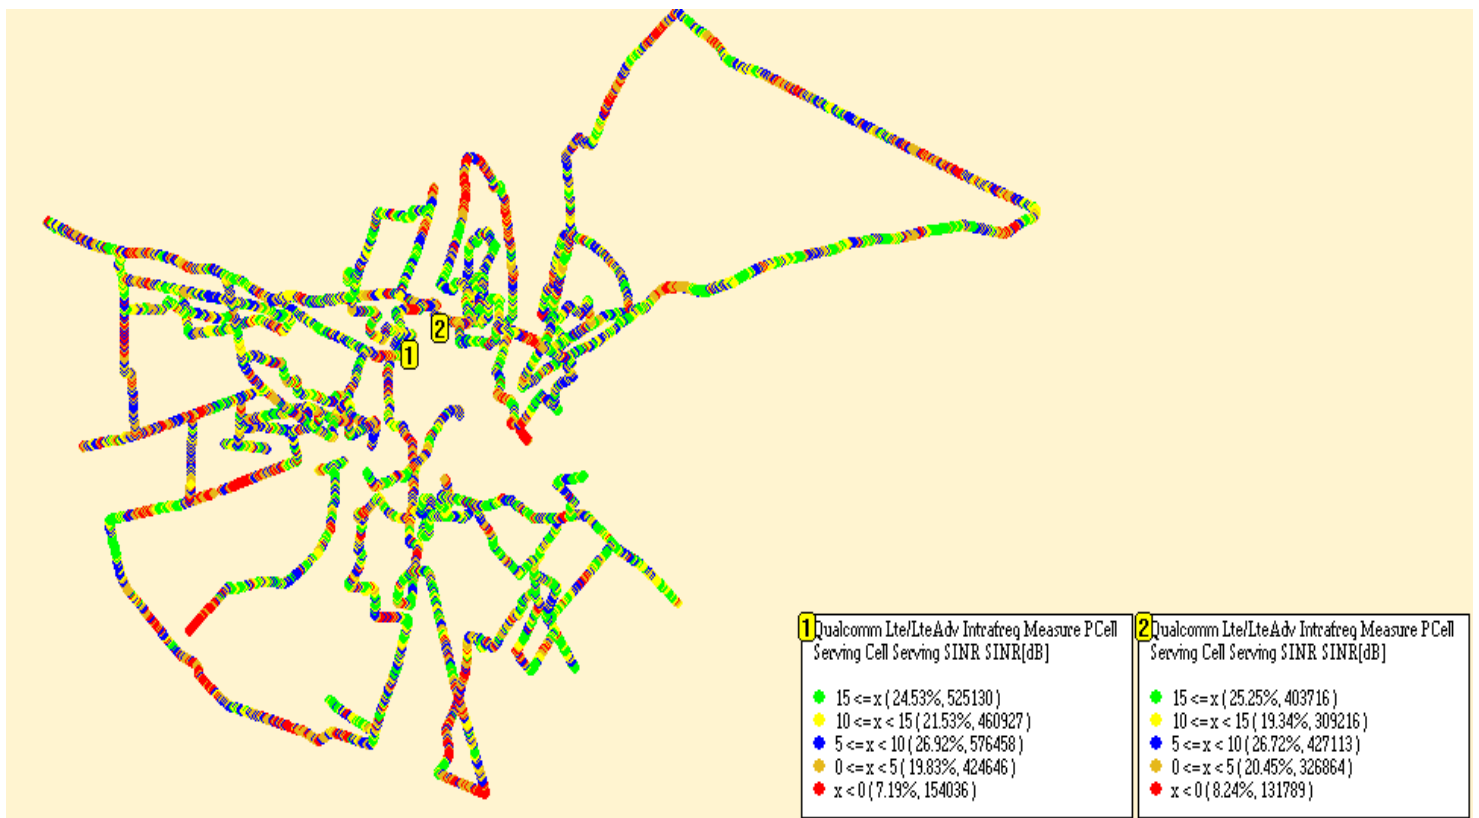 2
1
1 Qualcomm Lte/LteAdv Intrafreq Measure PCell
Serving Cell Serving SINR SINR[dB]
15 <=x ( 24.53%, 525130 )
10 <= x < 15 ( 21.53%, 460927 )
5 <= x < 10 ( 26.92%, 576458 )
0 <= x < 5 ( 19.83%, 424646 )
x < 0 ( 7.19%, 154036 )
2 Qualcomm Lte/LteAdv Intrafreq Measure PCell
Serving Cell Serving SINR SINR[dB]
15 <=x ( 25.25%, 403716 )
10 <= x < 15 ( 19.34%, 309216 )
5 <= x < 10 ( 26.72%, 427113 )
0 <= x < 5 ( 20.45%, 326864 )
x < 0 ( 8.24%, 131789 )